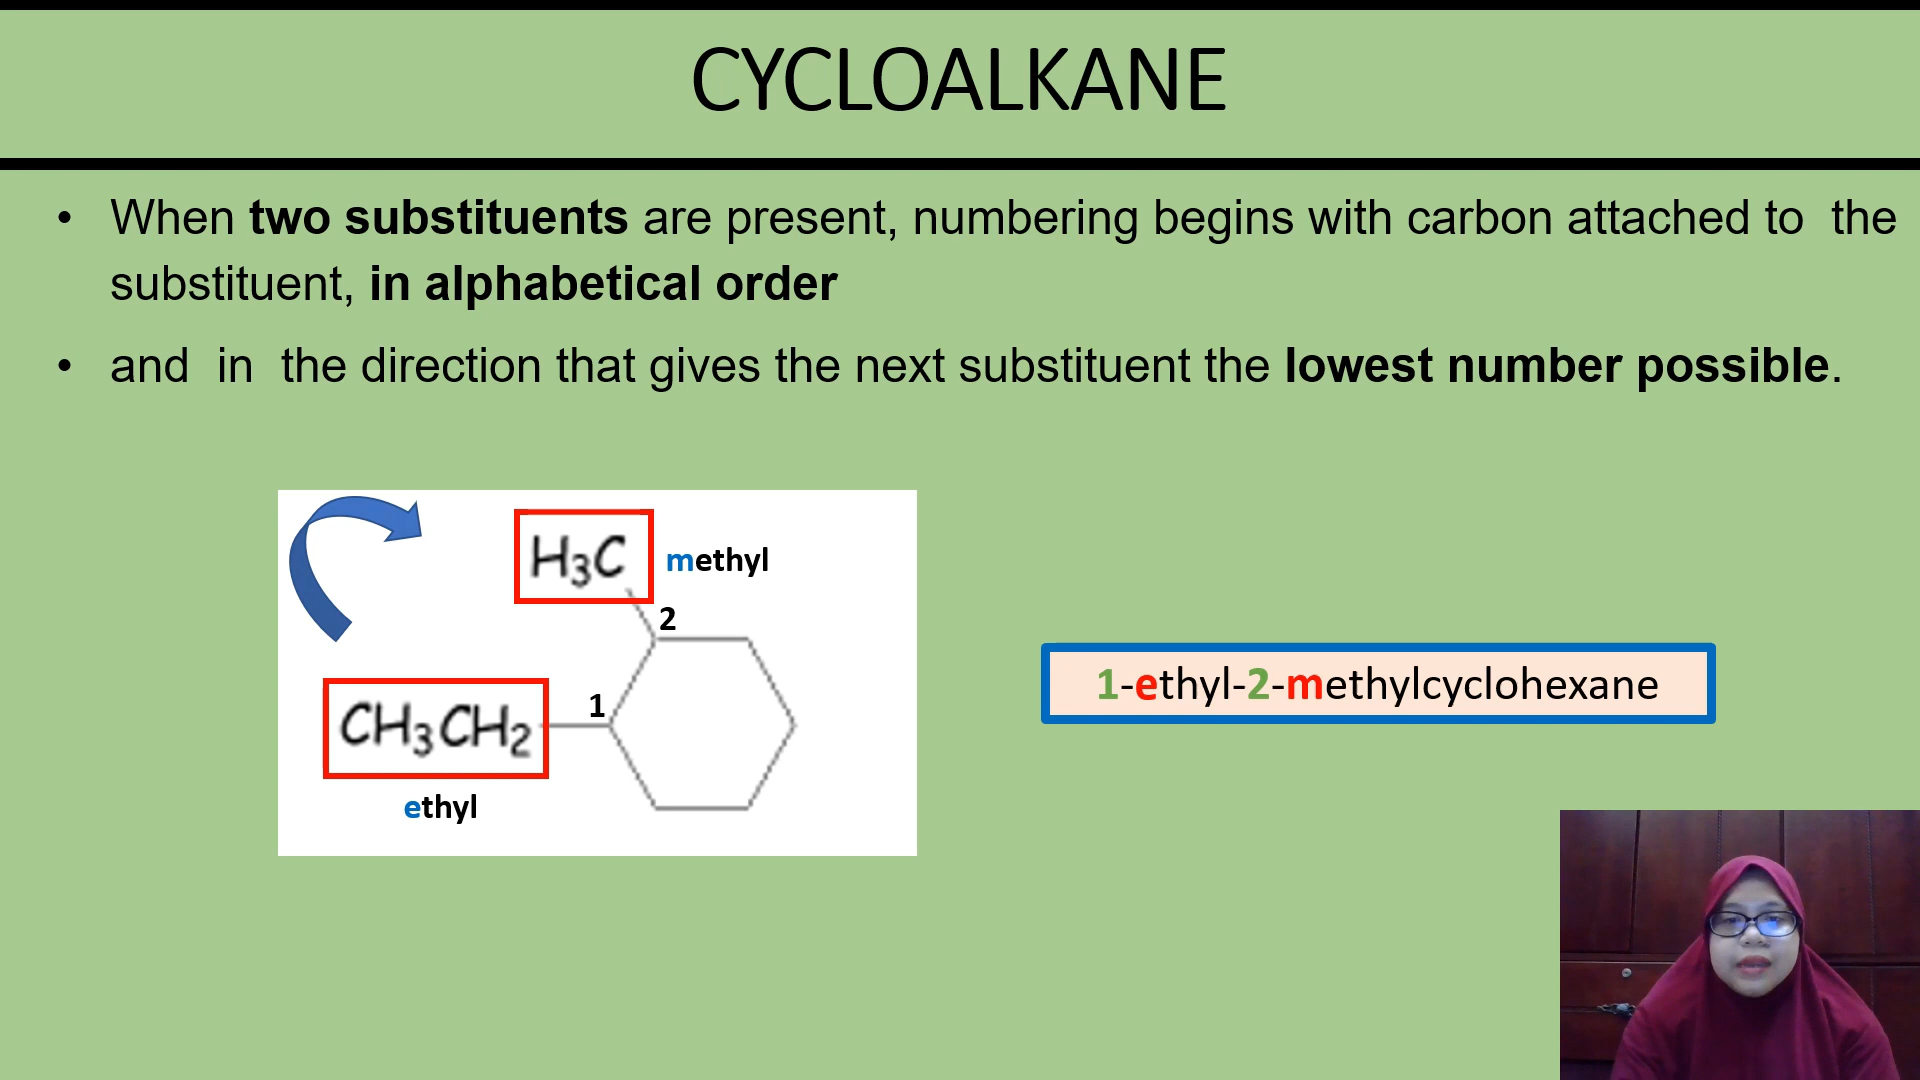 CYCLOALKANE
• When two substituents are present, numbering begins with carbon attached to the
substituent, in alphabetical order
• and in the direction that gives the next substituent the lowest number possible.
H₃C methyl
2
1
CH₃CH₂
ethyl
1-ethyl-2-methylcyclohexane